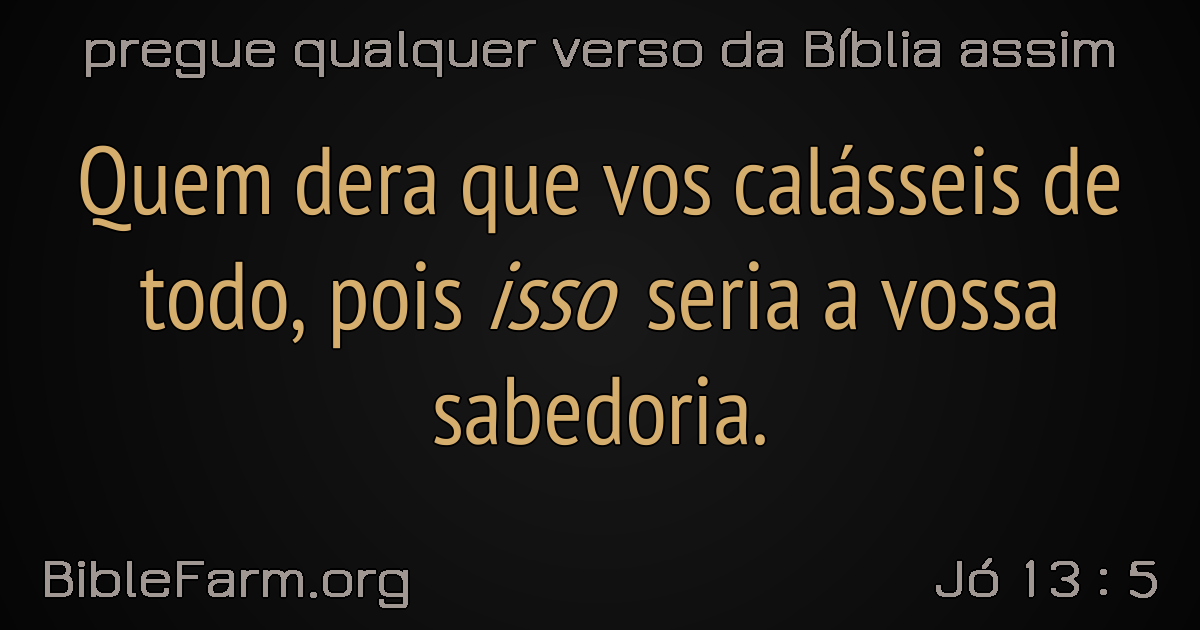 pregue qualquer verso da Bíblia assim
Quem dera que vos calásseis de
todo, pois isso seria a vossa
sabedoria.
BibleFarm.org
Jó 13 : 5